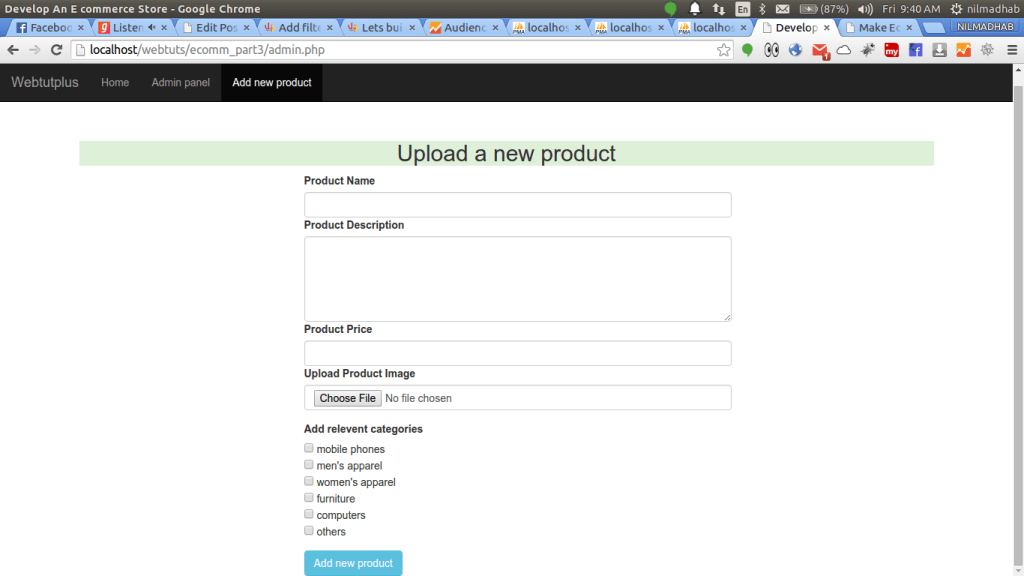 Develop An E commerce Store - Google Chrome
En (87%) Fri 9:40 AM nilmadhab
Faceboo Listen Edit Pos Add filte Lets bui Audienc localhos localhos localhos Develop Make Ec NILMADHAB
localhost/webtuts/ecomm_part3/admin.php
Webtutplus Home Admin panel Add new product
Upload a new product
Product Name
Product Description
Product Price
Upload Product Image
Choose File No file chosen
Add relevent categories
mobile phones
men's apparel
women's apparel
furniture
computers
others
Add new product